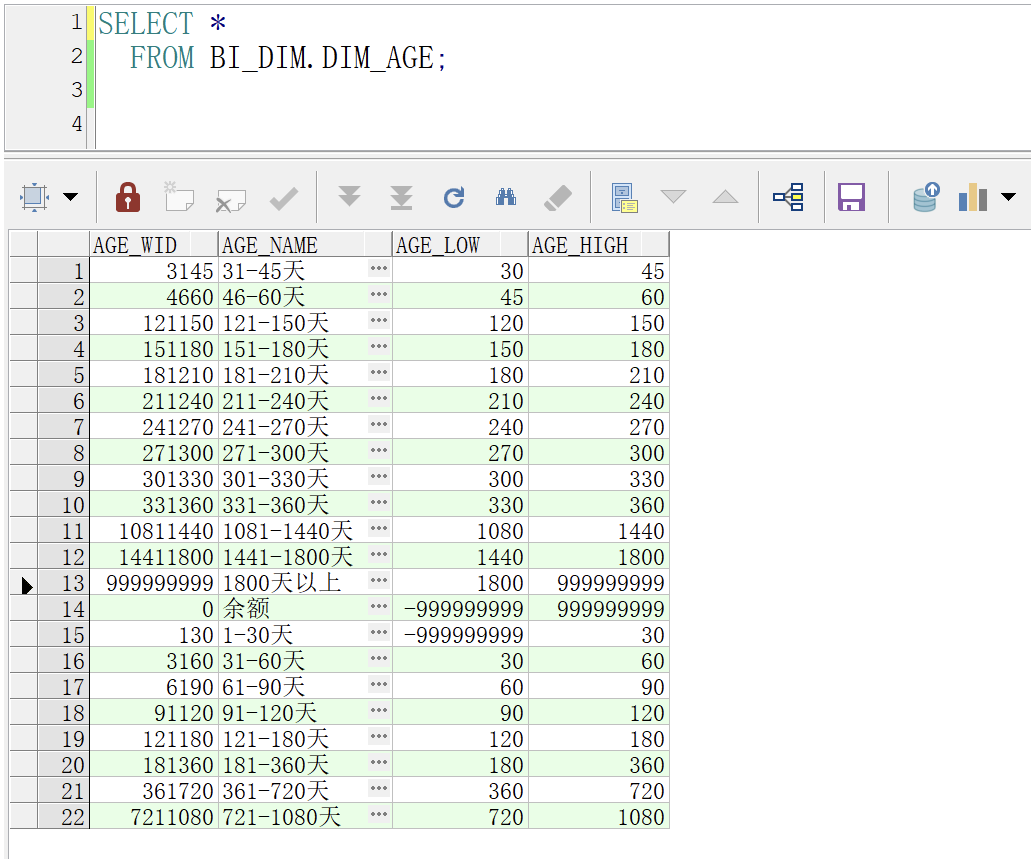 1 SELECT *
2 FROM BI_DIM.DIM_AGE;
3
4
AGE_WID AGE_NAME AGE_LOW AGE_HIGH
1 3145 31-45天 ... 30 45
2 4660 46-60天 ... 45 60
3 121150 121-150天 ... 120 150
4 151180 151-180天 ... 150 180
5 181210 181-210天 ... 180 210
6 211240 211-240天 ... 210 240
7 241270 241-270天 ... 240 270
8 271300 271-300天 ... 270 300
9 301330 301-330天 ... 300 330
10 331360 331-360天 ... 330 360
11 10811440 1081-1440天 ... 1080 1440
12 14411800 1441-1800天 ... 1440 1800
13 999999999 1800天以上 ... 1800 999999999
14 0 余额 ... -999999999 999999999
15 130 1-30天 ... -999999999 30
16 3160 31-60天 ... 30 60
17 6190 61-90天 ... 60 90
18 91120 91-120天 ... 90 120
19 121180 121-180天 ... 120 180
20 181360 181-360天 ... 180 360
21 361720 361-720天 ... 360 720
22 7211080 721-1080天 ... 720 1080